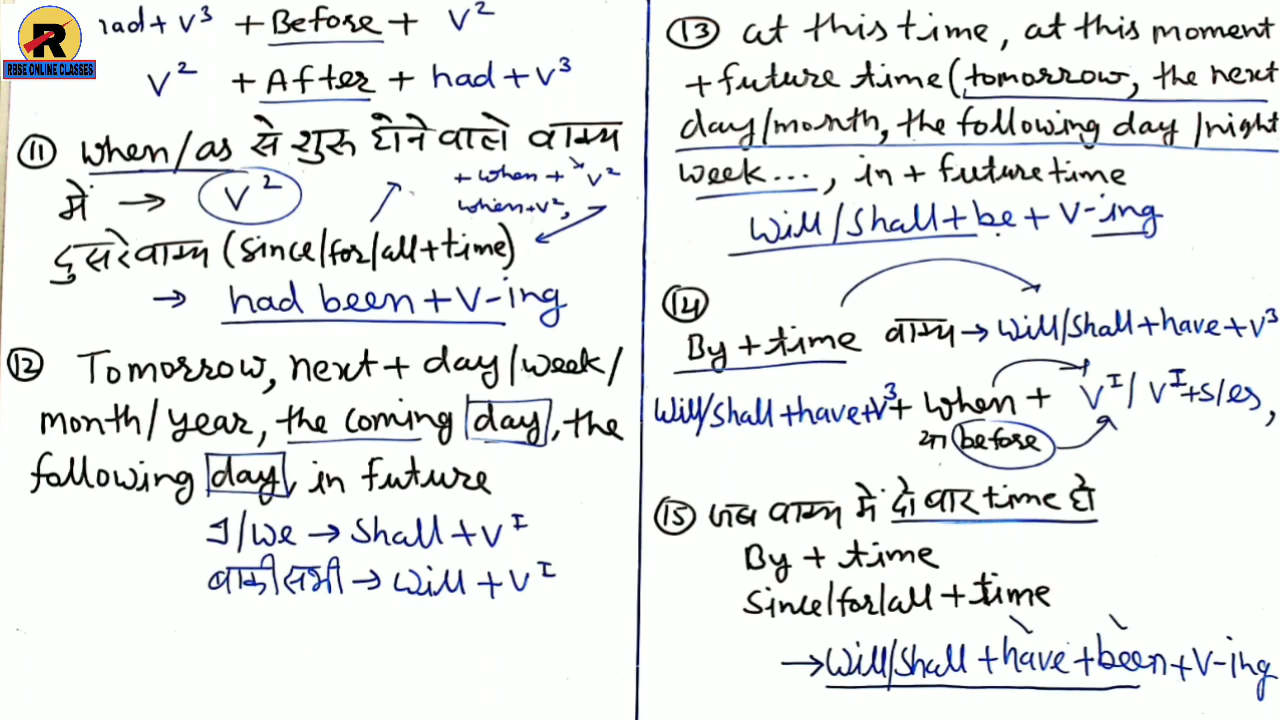 R
RBSE ONLINE CLASSES
had + V³ + Before + V²
V² + After + had + V³
⑪ when/as से शुरू होने वाले वाक्य
में → V²
+ when + V²
when + V²,
दुसरे वाक्य (since/for/all+time)
→ had been + V-ing
⑫ Tomorrow, next + day/week/
month/year, the coming day, the
following day, in future
I/we → Shall + V^I
बाकी सभी → Will + V^I
⑬ at this time, at this moment
+ future time (tomorrow, the next
day/month, the following day/night
week..., in + future time
Will/Shall + be + V-ing
⑭
By + time वाक्य → Will/Shall + have + V³
Will/Shall + have + V³ + when + V^I/ V^I+s/es,
या before
⑮ जब वाक्य में दो बार time हो
By + time
Since/for/all + time
→ Will/Shall + have + been + V-ing